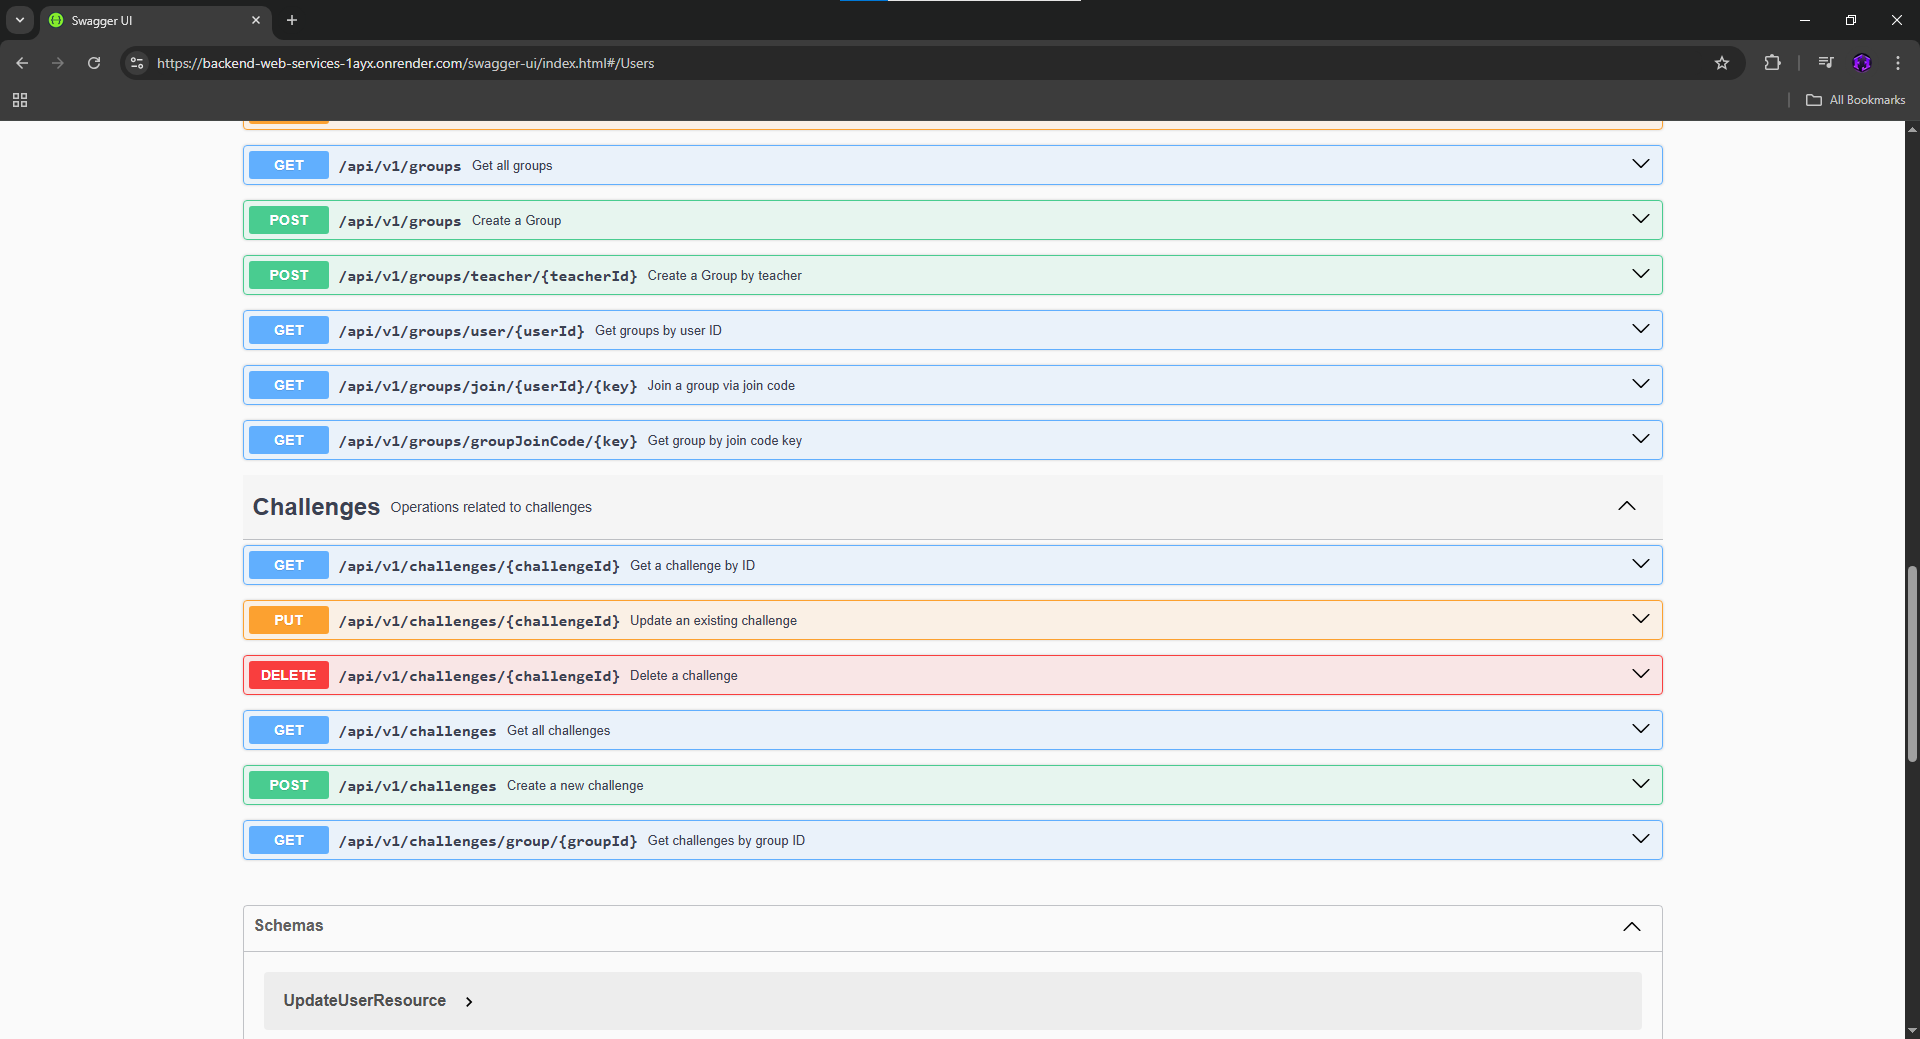 Swagger UI
https://backend-web-services-1ayx.onrender.com/swagger-ui/index.html#/Users
All Bookmarks
GET /api/v1/groups Get all groups
POST /api/v1/groups Create a Group
POST /api/v1/groups/teacher/{teacherId} Create a Group by teacher
GET /api/v1/groups/user/{userId} Get groups by user ID
GET /api/v1/groups/join/{userId}/{key} Join a group via join code
GET /api/v1/groups/groupJoinCode/{key} Get group by join code key
Challenges Operations related to challenges
GET /api/v1/challenges/{challengeId} Get a challenge by ID
PUT /api/v1/challenges/{challengeId} Update an existing challenge
DELETE /api/v1/challenges/{challengeId} Delete a challenge
GET /api/v1/challenges Get all challenges
POST /api/v1/challenges Create a new challenge
GET /api/v1/challenges/group/{groupId} Get challenges by group ID
Schemas
UpdateUserResource